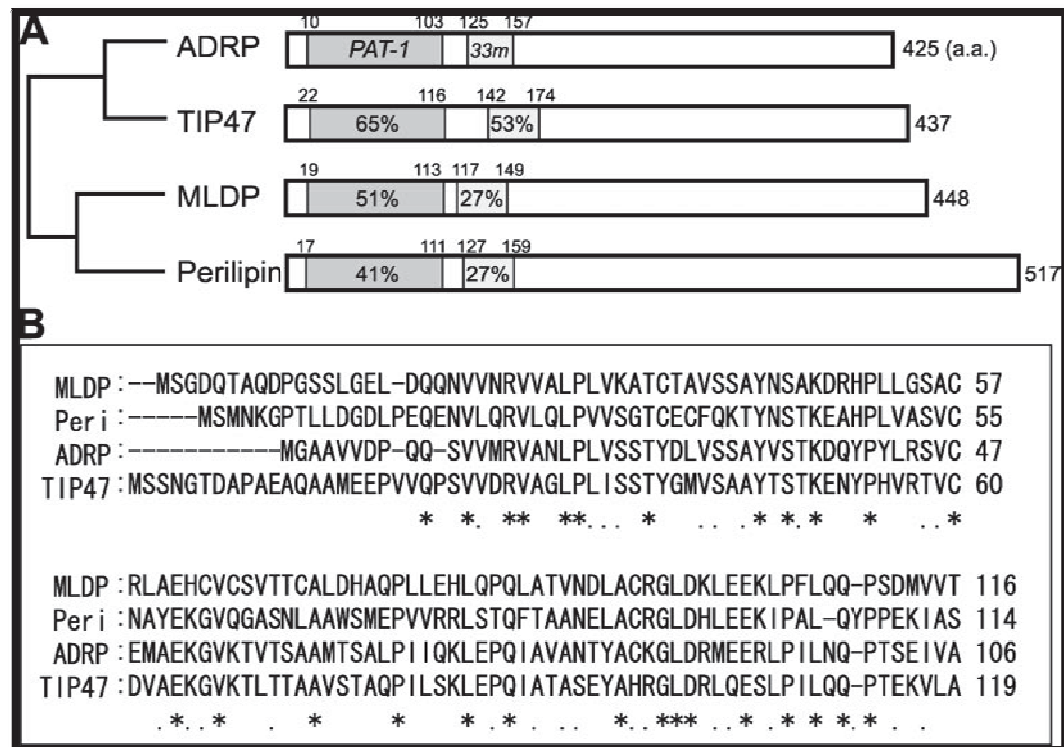 A
10 103 125 157
ADRP PAT-1 33m 425 (a.a.)
22 116 142 174
TIP47 65% 53% 437
19 113 117 149
MLDP 51% 27% 448
17 111 127 159
Perilipin 41% 27% 517
B
MLDP :--MSGDQTAQDPGSSLGEL-DQQNVVNRVVALPLVKATCTAVSSAYNSAKDRHPLLGSAC 57
Peri :-----MSMNKGPTLLDGDLPEQENVLQRVLQLPVVSGTCECFQKTYNSTKEAHPLVASVC 55
ADRP :-----------MGAAVVDP-QQ-SVVMRVANLPLVSSTYDLVSSAYVSTKDQYPYLRSVC 47
TIP47 :MSSNGTDAPAEAQAAMEEPVVQPSVVDRVAGLPLISSTYGMVSAAYTSTKENYPHVRTVC 60
* *. ** **... * .. .* *.* * ..*
MLDP :RLAEHCVCSVTTCALDHAQPLLEHLQPQLATVNDLACRGLDKLEEKLPFLQQ-PSDMVVT 116
Peri :NAYEKGVQGASNLAAWSMEPVVRRLSTQFTAANELACRGLDHLEEKIPAL-QYPPEKIAS 114
ADRP :EMAEKGVKTVTSAAMTSALPIIQKLEPQIAVANTYACKGLDRMEERLPILNQ-PTSEIVA 106
TIP47 :DVAEKGVKTLTTAAVSTAQPILSKLEPQIATASEYAHRGLDRLQESLPILQQ-PTEKVLA 119
.*..* . * * * .* . .. *..***. .* .* * *.* . .